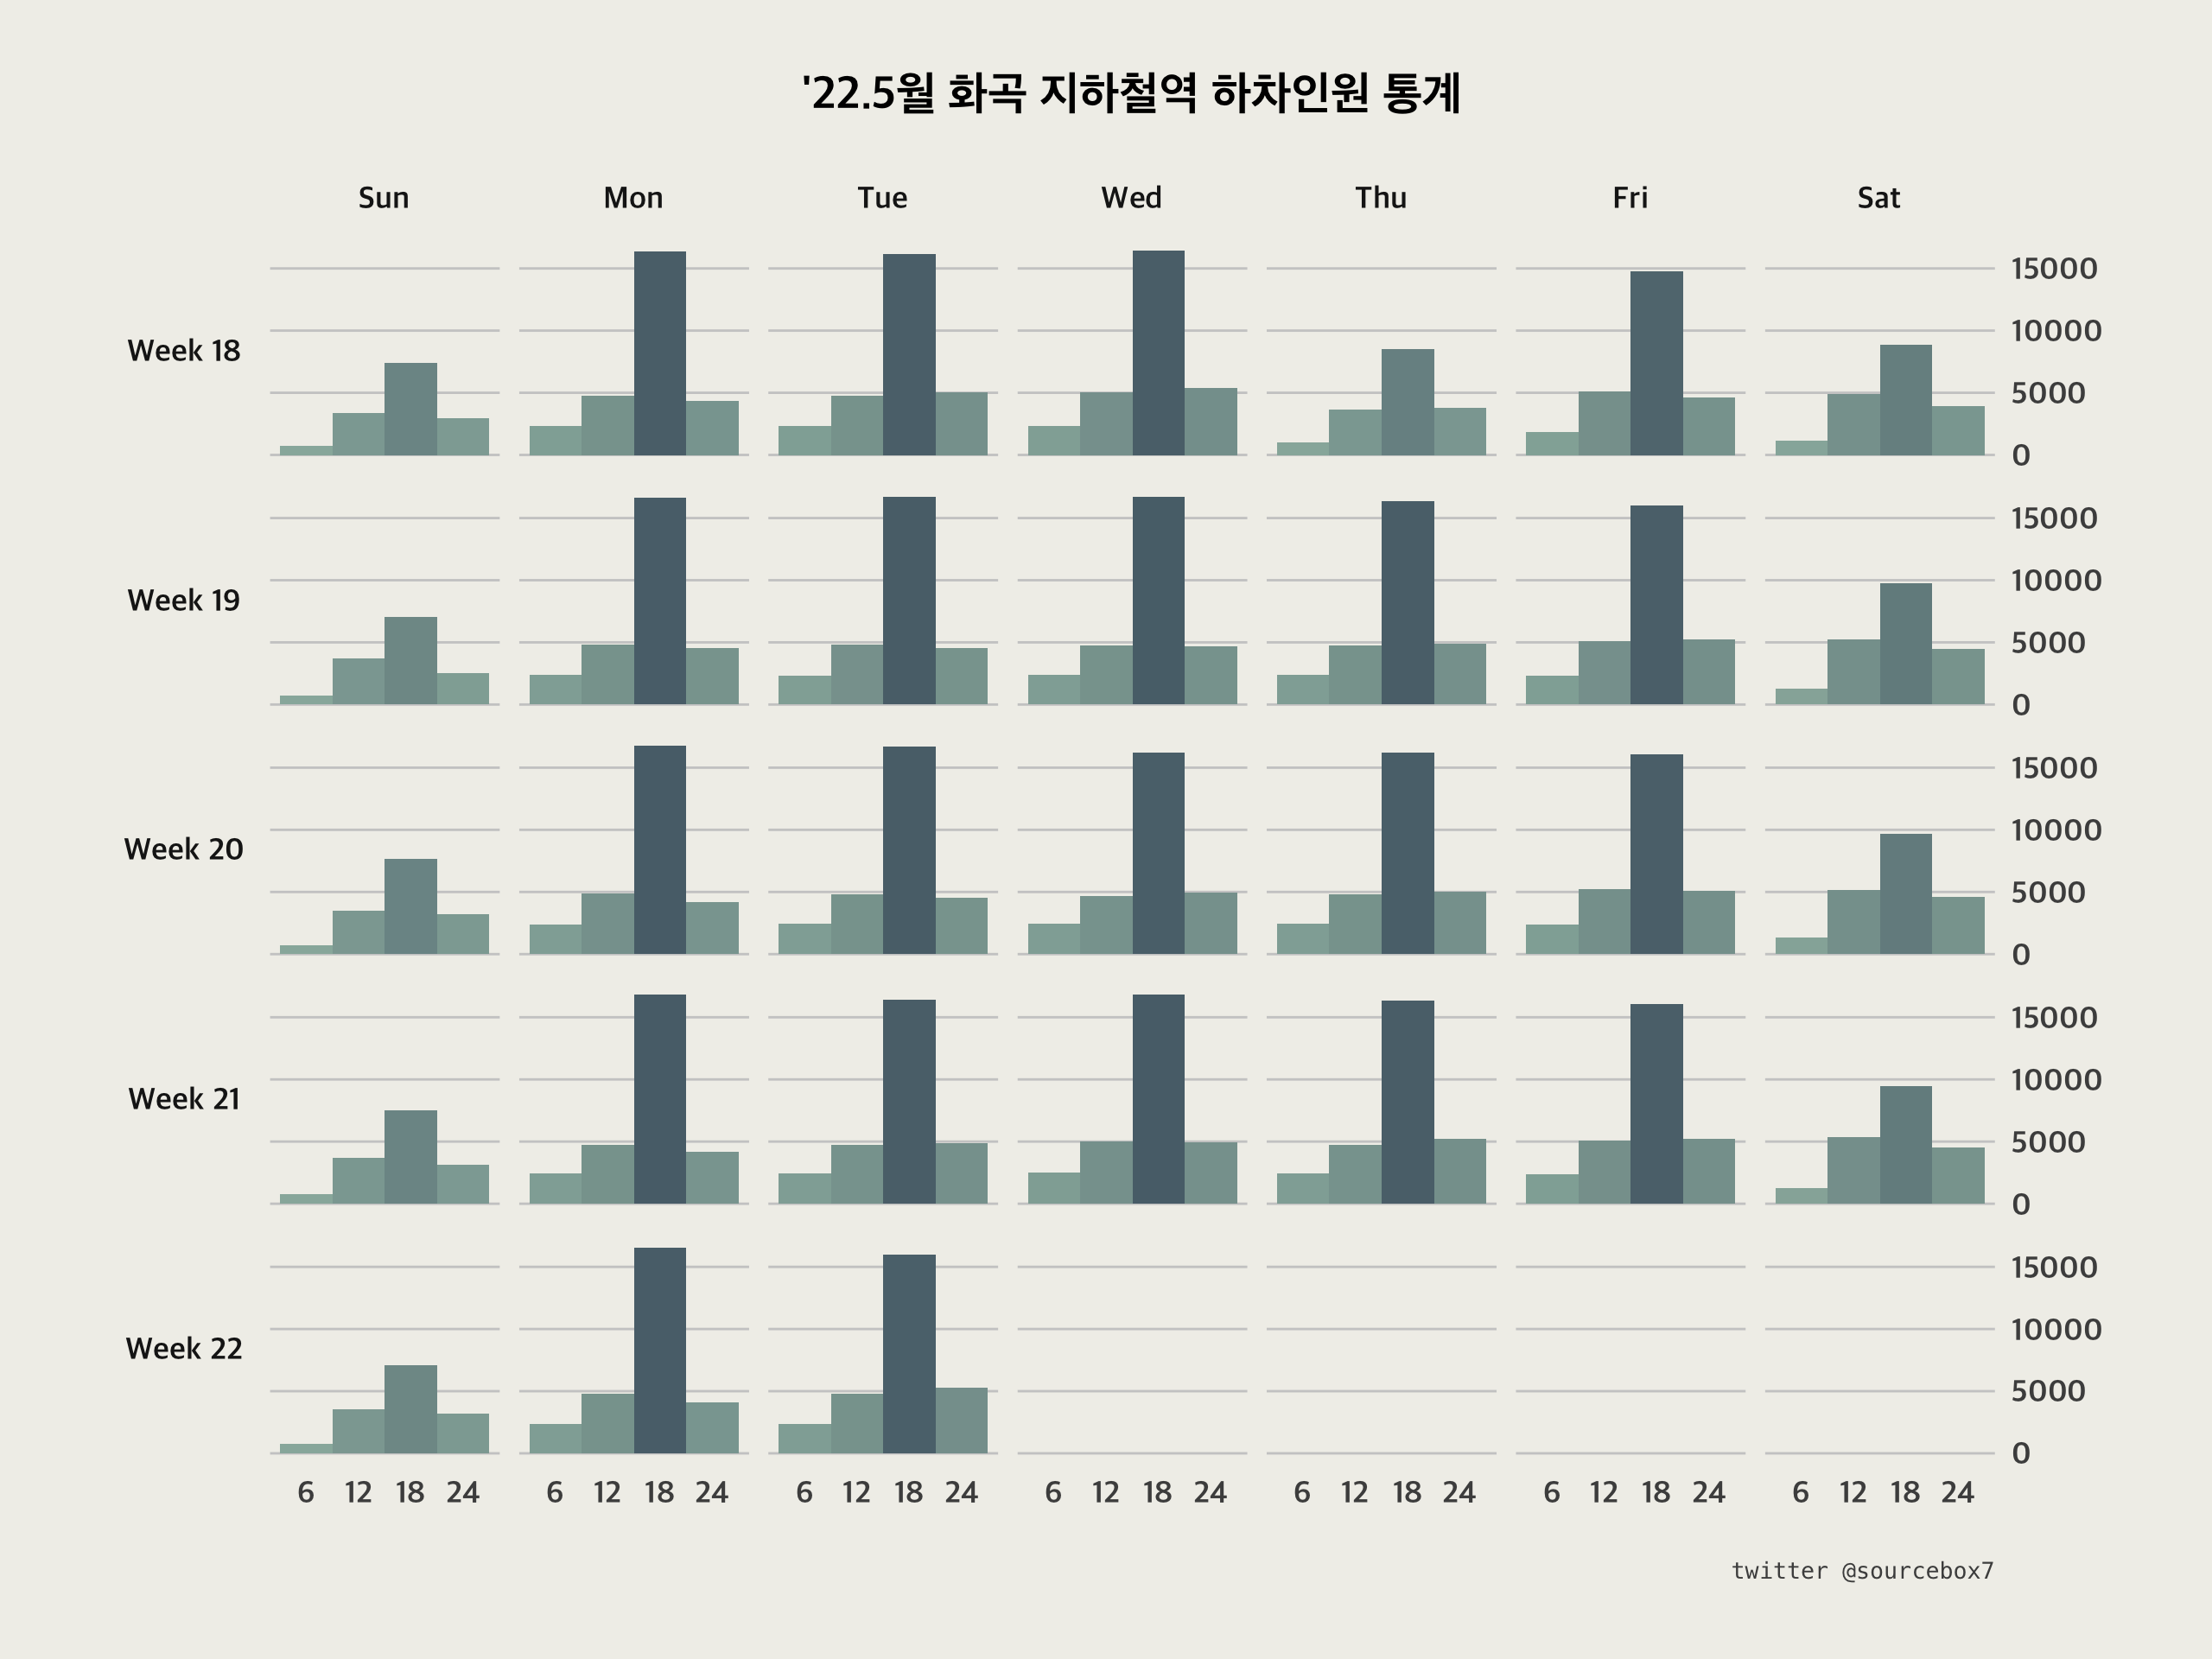 '22.5월 화곡 지하철역 하차인원 통계
Sun Mon Tue Wed Thu Fri Sat
Week 18
15000
10000
5000
0
Week 19
15000
10000
5000
0
Week 20
15000
10000
5000
0
Week 21
15000
10000
5000
0
Week 22
15000
10000
5000
0
6 12 18 24 6 12 18 24 6 12 18 24 6 12 18 24 6 12 18 24 6 12 18 24 6 12 18 24
twitter @sourcebox7